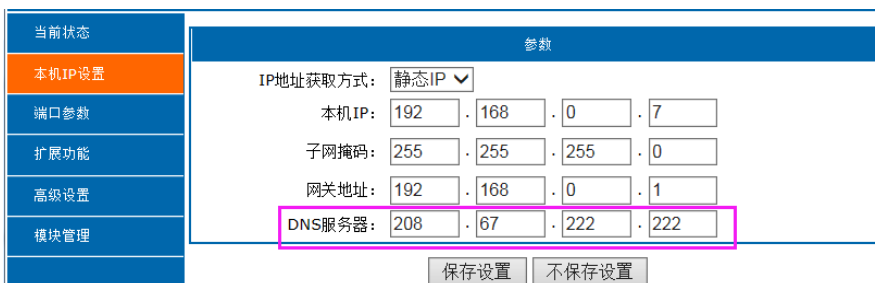 当前状态
本机IP设置
端口参数
扩展功能
高级设置
模块管理
参数
IP地址获取方式： 静态IP
本机IP： 192 . 168 . 0 . 7
子网掩码： 255 . 255 . 255 . 0
网关地址： 192 . 168 . 0 . 1
DNS服务器： 208 . 67 . 222 . 222
保存设置 不保存设置